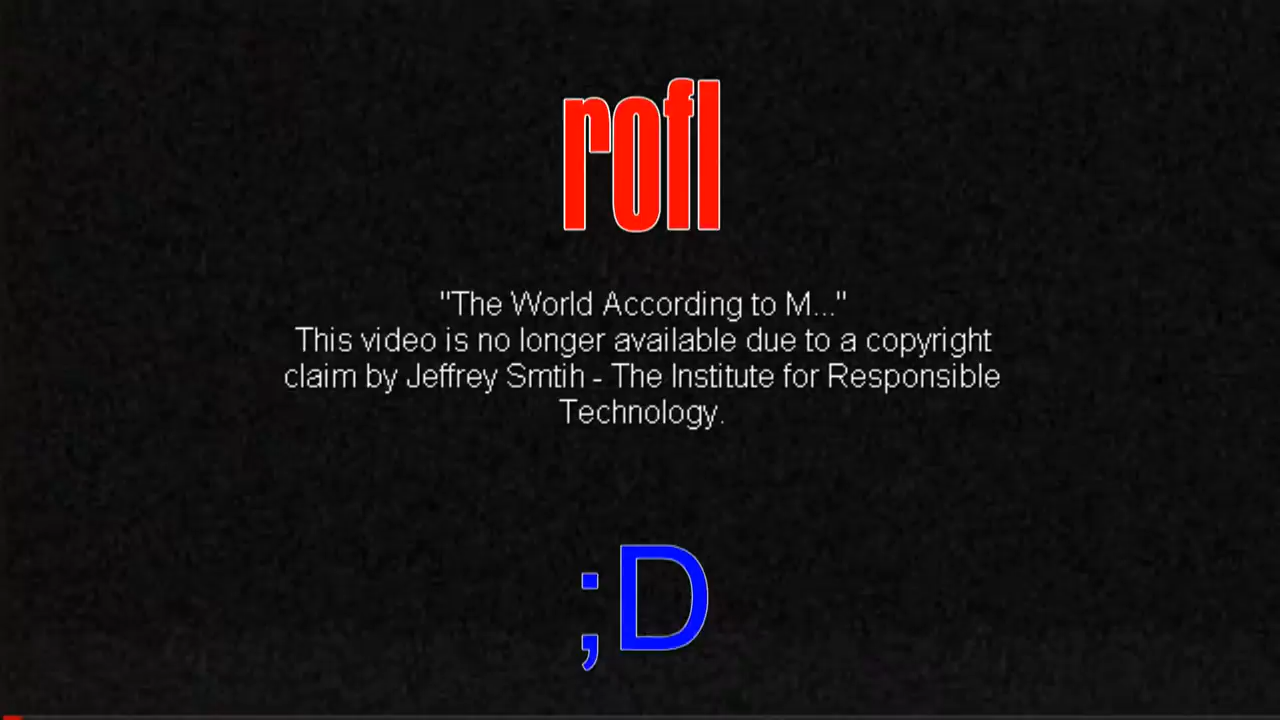 rofl
"The World According to M..."
This video is no longer available due to a copyright
claim by Jeffrey Smtih - The Institute for Responsible
Technology.
;D